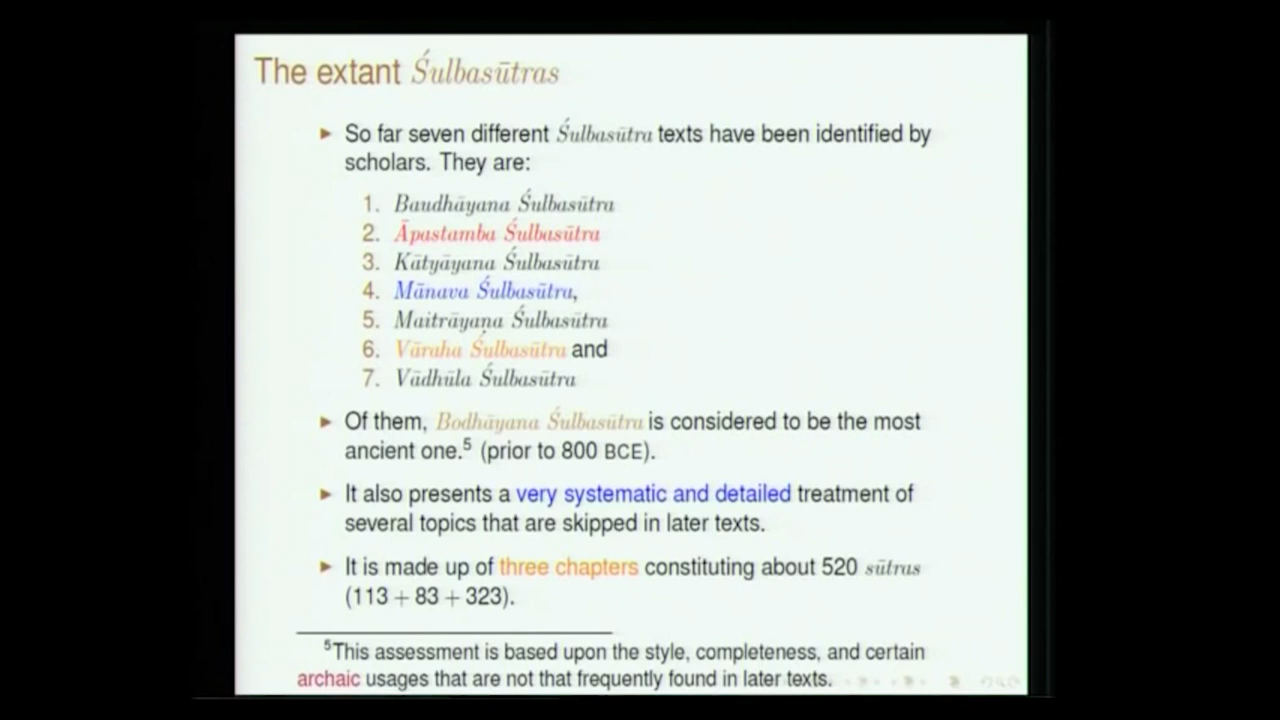 The extant Śulbasūtras
► So far seven different Śulbasūtra texts have been identified by
scholars. They are:
1. Baudhāyana Śulbasūtra
2. Āpastamba Śulbasūtra
3. Kātyāyana Śulbasūtra
4. Mānava Śulbasūtra,
5. Maitrāyaṇa Śulbasūtra
6. Vāraha Śulbasūtra and
7. Vādhūla Śulbasūtra
► Of them, Bodhāyana Śulbasūtra is considered to be the most
ancient one.⁵ (prior to 800 BCE).
► It also presents a very systematic and detailed treatment of
several topics that are skipped in later texts.
► It is made up of three chapters constituting about 520 sūtras
(113 + 83 + 323).
⁵This assessment is based upon the style, completeness, and certain
archaic usages that are not that frequently found in later texts.